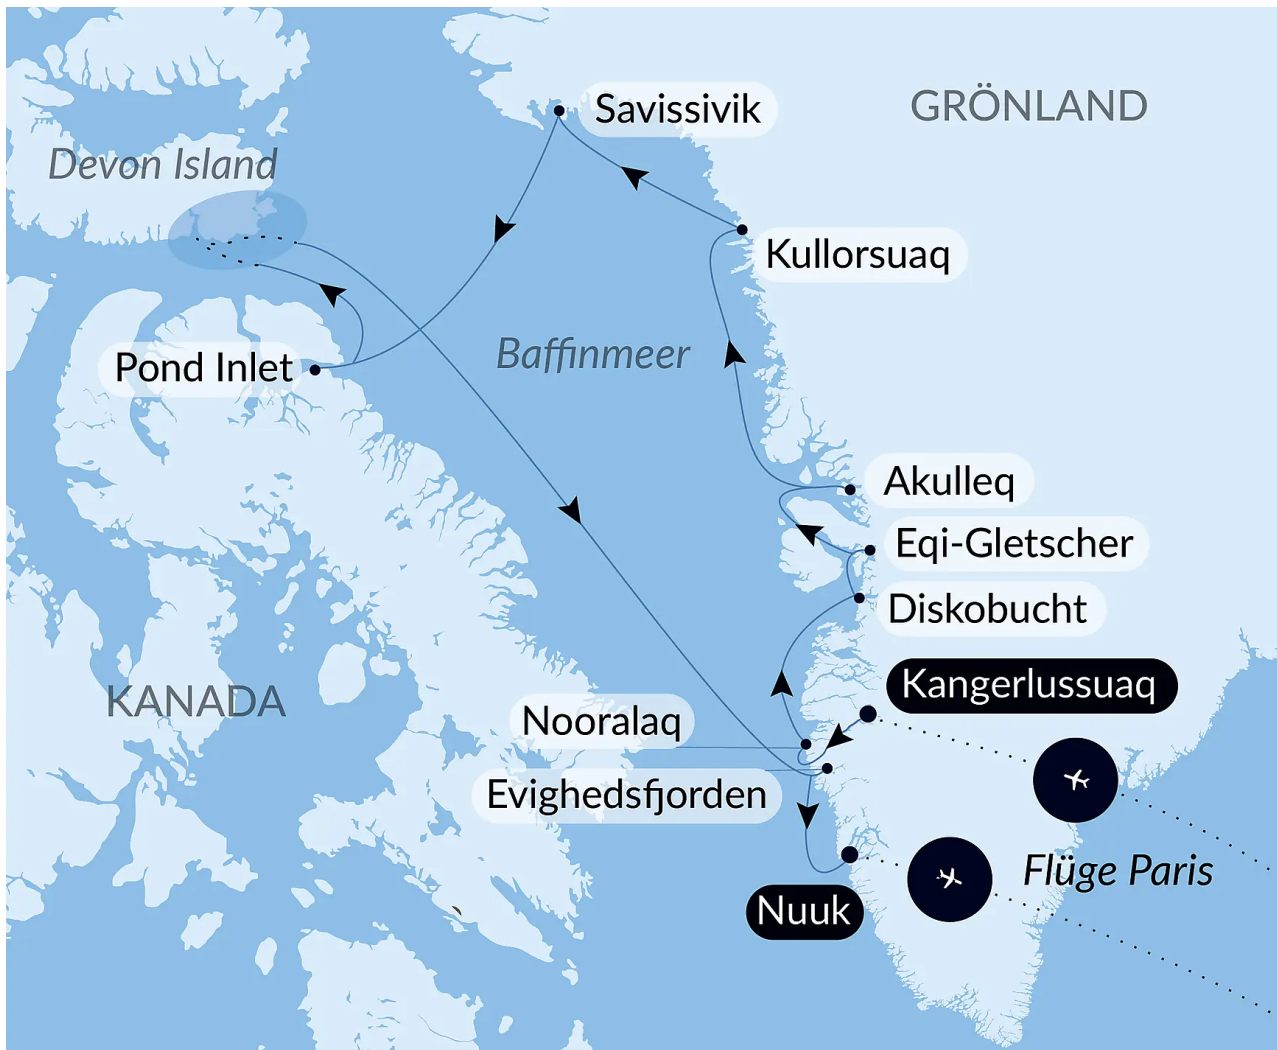 Savissivik
GRÖNLAND
Devon Island
Kullorsuaq
Baffinmeer
Pond Inlet
Akulleq
Eqi-Gletscher
Diskobucht
Kangerlussuaq
KANADA
Nooralaq
Evighedsfjorden
Flüge Paris
Nuuk